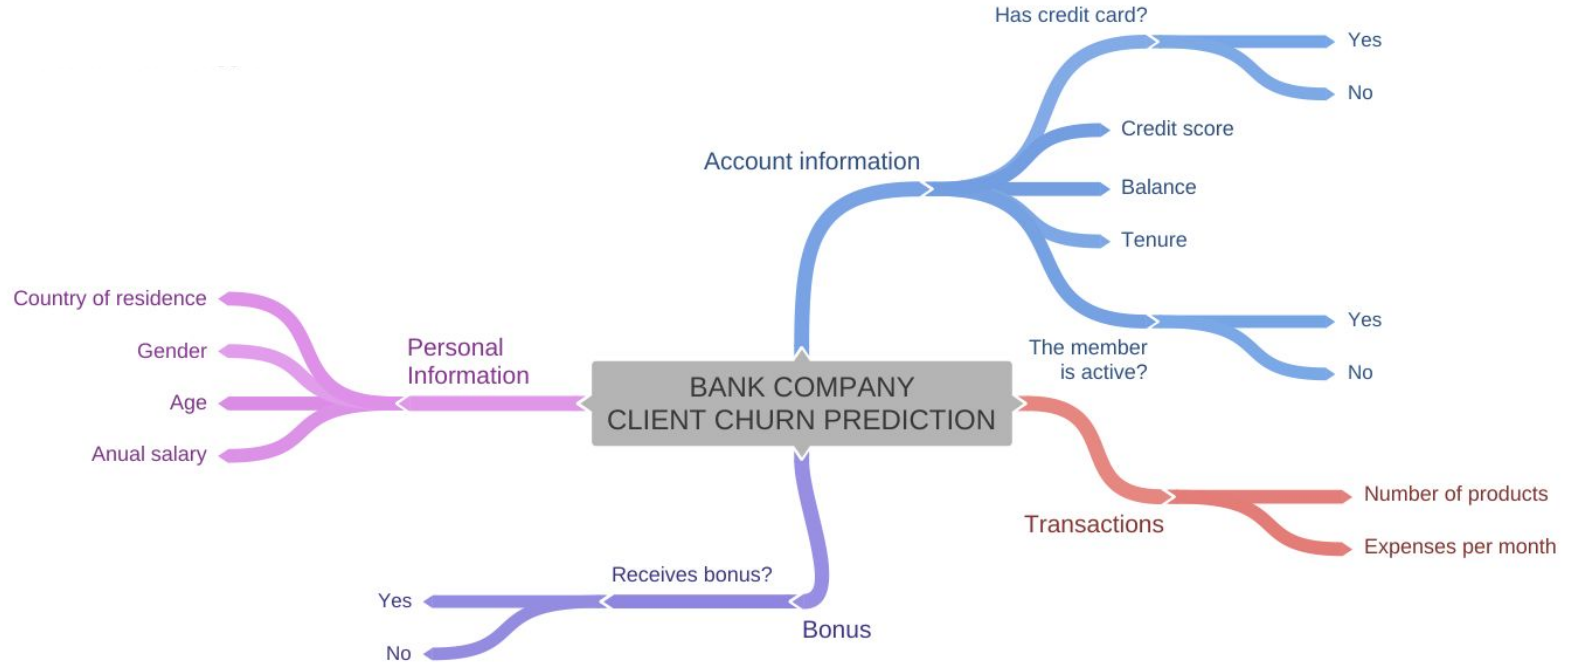 Has credit card?
Yes
No
Credit score
Account information
Balance
Tenure
Country of residence
Yes
Personal
Information
The member
is active?
Gender
No
BANK COMPANY
CLIENT CHURN PREDICTION
Age
Anual salary
Number of products
Transactions
Expenses per month
Receives bonus?
Yes
Bonus
No